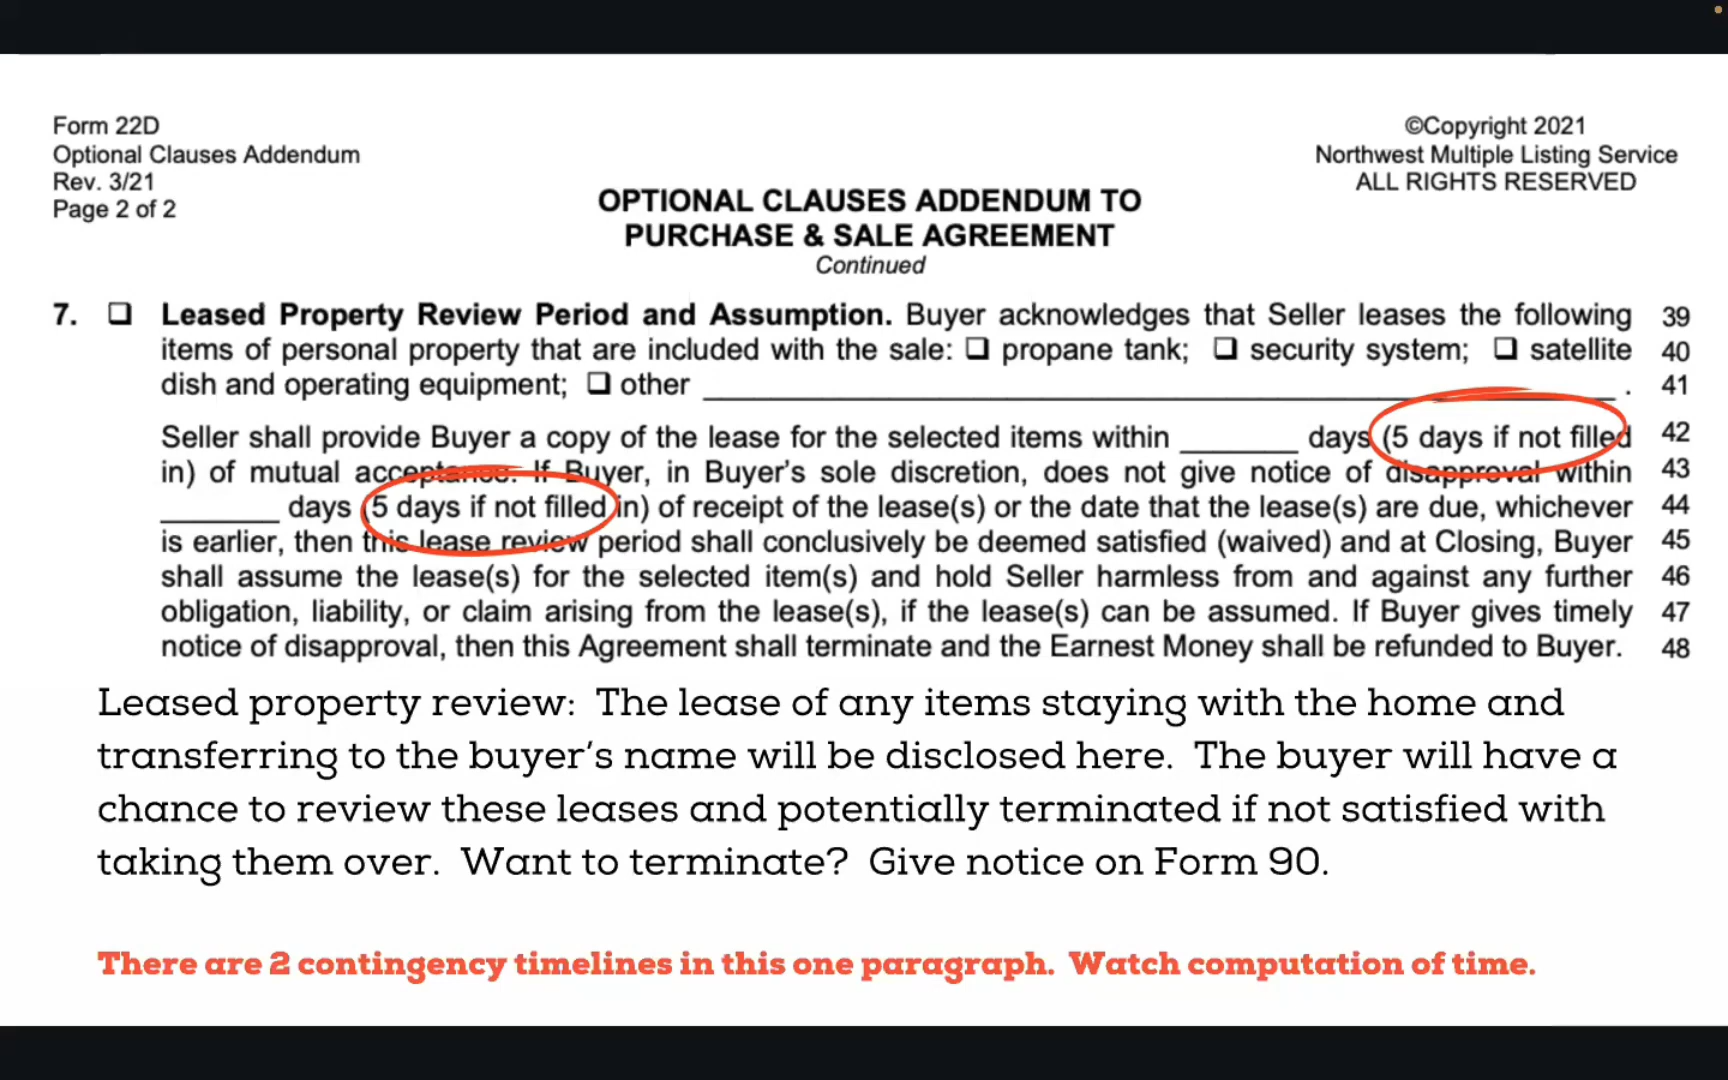 Form 22D
Optional Clauses Addendum
Rev. 3/21
Page 2 of 2
©Copyright 2021
Northwest Multiple Listing Service
ALL RIGHTS RESERVED
OPTIONAL CLAUSES ADDENDUM TO
PURCHASE & SALE AGREEMENT
Continued
7. ❑ Leased Property Review Period and Assumption. Buyer acknowledges that Seller leases the following 39
items of personal property that are included with the sale: ❑ propane tank; ❑ security system; ❑ satellite 40
dish and operating equipment; ❑ other ________________. 41
Seller shall provide Buyer a copy of the lease for the selected items within _______ days (5 days if not filled 42
in) of mutual acceptance. If Buyer, in Buyer's sole discretion, does not give notice of disapproval within 43
_______ days (5 days if not filled in) of receipt of the lease(s) or the date that the lease(s) are due, whichever 44
is earlier, then this lease review period shall conclusively be deemed satisfied (waived) and at Closing, Buyer 45
shall assume the lease(s) for the selected item(s) and hold Seller harmless from and against any further 46
obligation, liability, or claim arising from the lease(s), if the lease(s) can be assumed. If Buyer gives timely 47
notice of disapproval, then this Agreement shall terminate and the Earnest Money shall be refunded to Buyer. 48
Leased property review: The lease of any items staying with the home and
transferring to the buyer's name will be disclosed here. The buyer will have a
chance to review these leases and potentially terminated if not satisfied with
taking them over. Want to terminate? Give notice on Form 90.
There are 2 contingency timelines in this one paragraph. Watch computation of time.